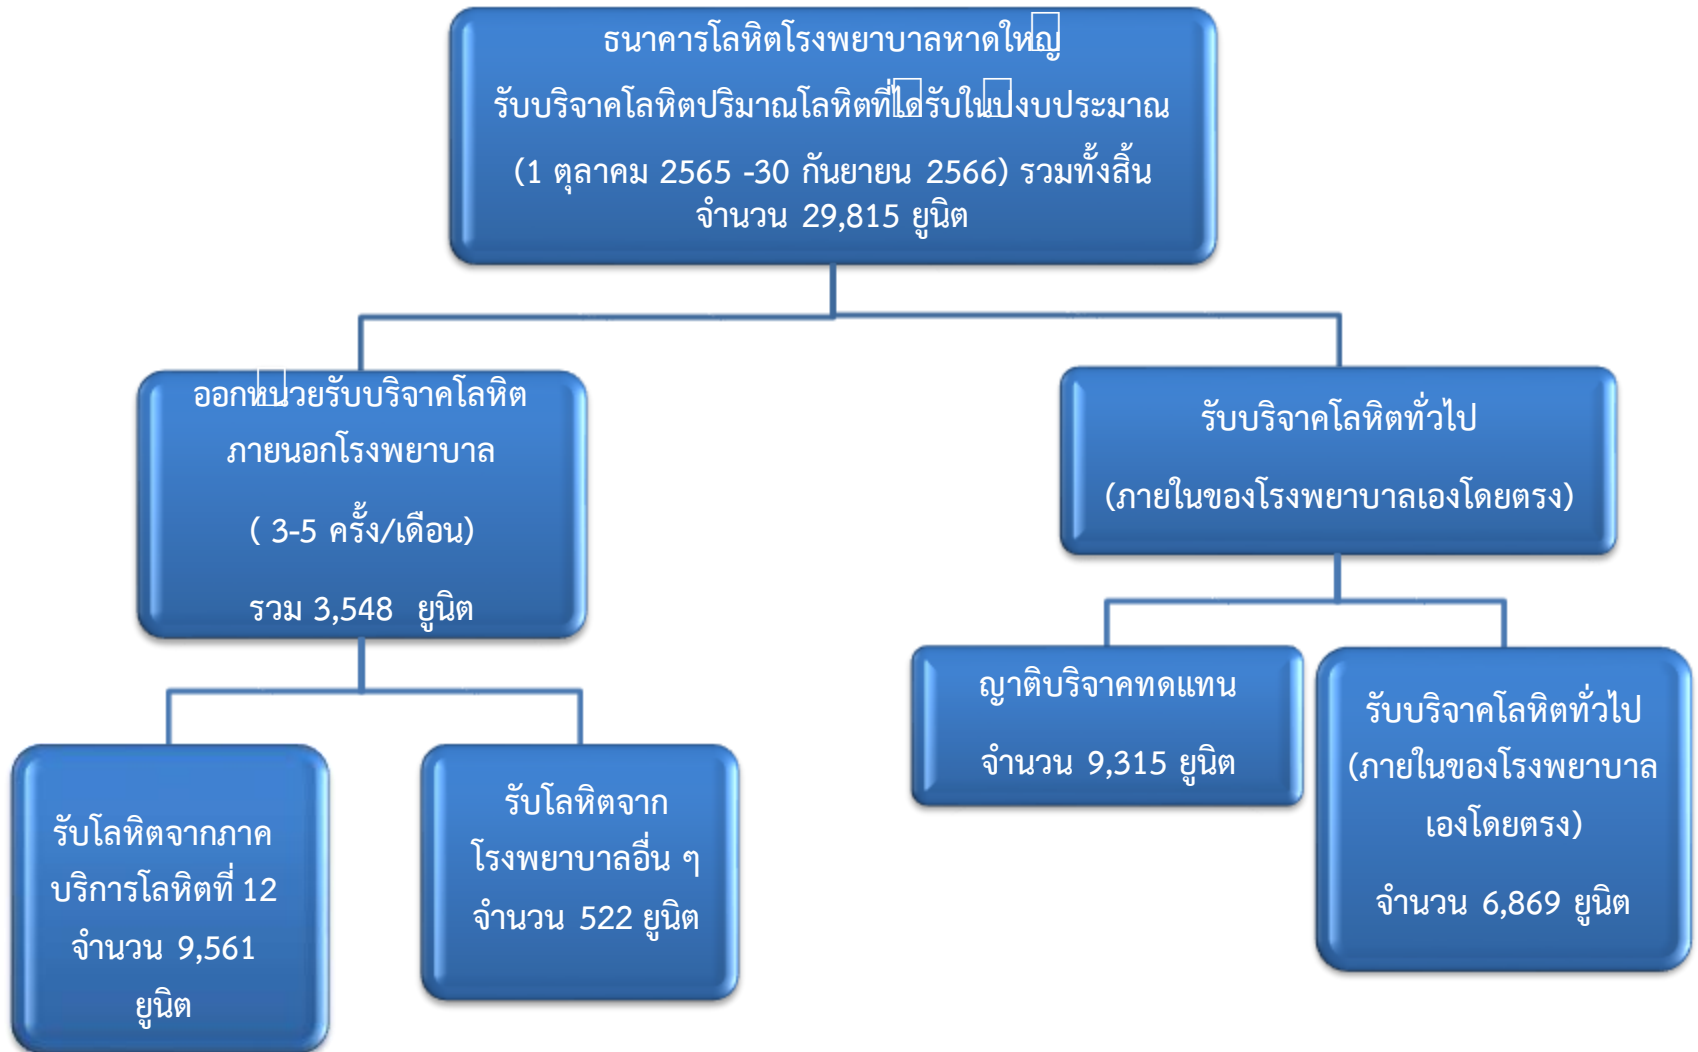 ธนาคารโลหิตโรงพยาบาลหาดใหญ่
รับบริจาคโลหิตปริมาณโลหิตที่ได้รับในปีงบประมาณ
(1 ตุลาคม 2565 -30 กันยายน 2566) รวมทั้งสิ้น
จำนวน 29,815 ยูนิต
ออกหน่วยรับบริจาคโลหิต
ภายนอกโรงพยาบาล
( 3-5 ครั้ง/เดือน)
รวม 3,548 ยูนิต
รับบริจาคโลหิตทั่วไป
(ภายในของโรงพยาบาลเองโดยตรง)
รับโลหิตจากภาค
บริการโลหิตที่ 12
จำนวน 9,561
ยูนิต
รับโลหิตจาก
โรงพยาบาลอื่น ๆ
จำนวน 522 ยูนิต
ญาติบริจาคทดแทน
จำนวน 9,315 ยูนิต
รับบริจาคโลหิตทั่วไป
(ภายในของโรงพยาบาล
เองโดยตรง)
จำนวน 6,869 ยูนิต